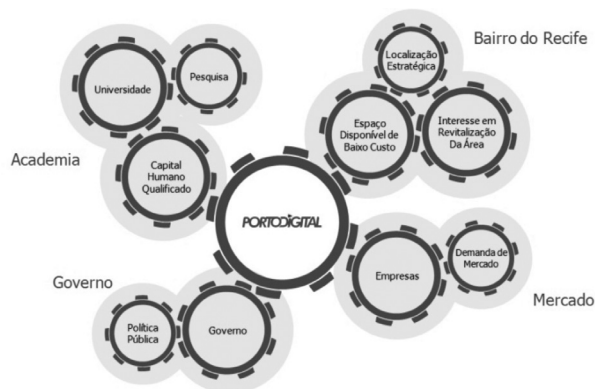 Academia
Universidade
Pesquisa
Capital
Humano
Qualificado
Bairro do Recife
Localização
Estratégica
Espaço
Disponível de
Baixo Custo
Interesse em
Revitalização
Da Área
PORTODIGITAL
Governo
Política
Pública
Governo
Mercado
Empresas
Demanda de
Mercado